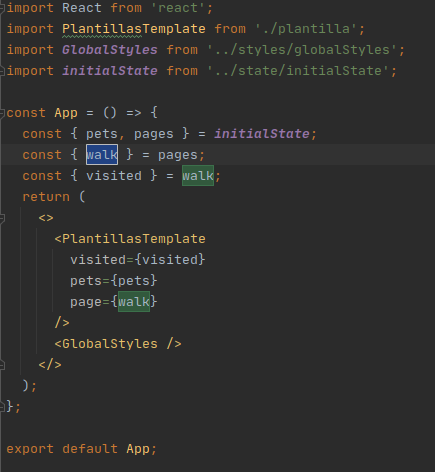 import React from 'react';
import PlantillasTemplate from './plantilla';
import GlobalStyles from '../styles/globalStyles';
import initialState from '../state/initialState';

const App = () => {
  const { pets, pages } = initialState;
  const { walk } = pages;
  const { visited } = walk;
  return (
    <>
      <PlantillasTemplate
        visited={visited}
        pets={pets}
        page={walk}
      />
      <GlobalStyles />
    </>
  );
};

export default App;